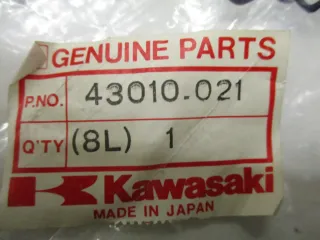 GENUINE PARTS
P.NO. 43010.021
Q'TY (8L) 1
Kawasaki
MADE IN JAPAN